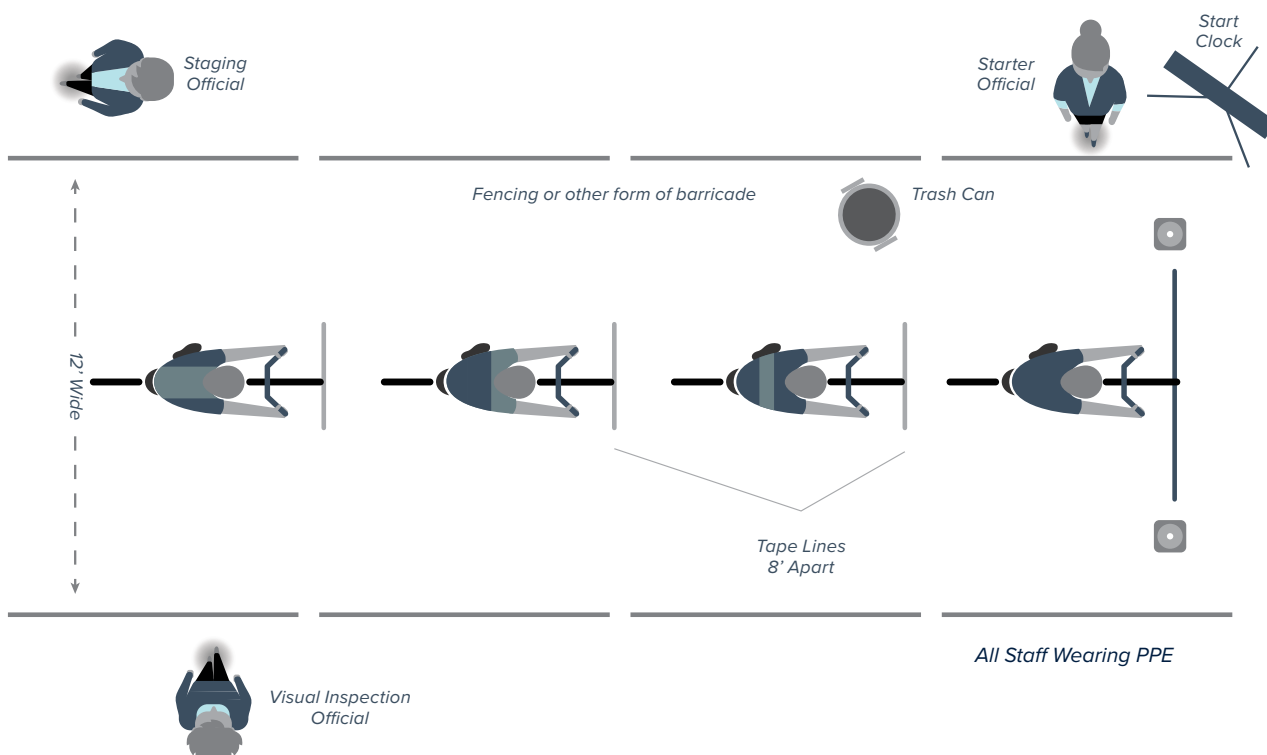 Staging
Official
Starter
Official
Start
Clock
Fencing or other form of barricade
Trash Can
12’ Wide
Tape Lines
8’ Apart
All Staff Wearing PPE
Visual Inspection
Official